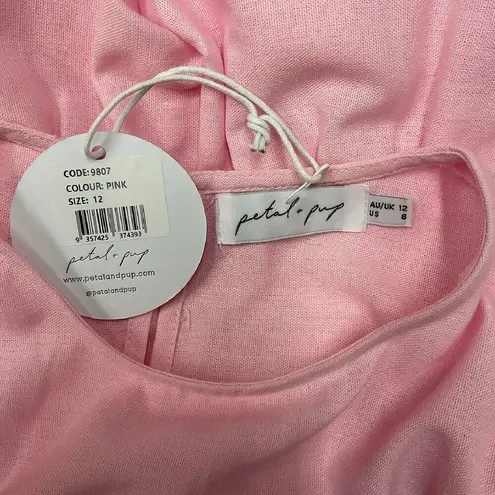 CODE: 9807
COLOUR: PINK
SIZE: 12
9 357425 374393
petal + pup
www.petalandpup.com
@petalandpup
petal + pup
AU/UK 12
US 8